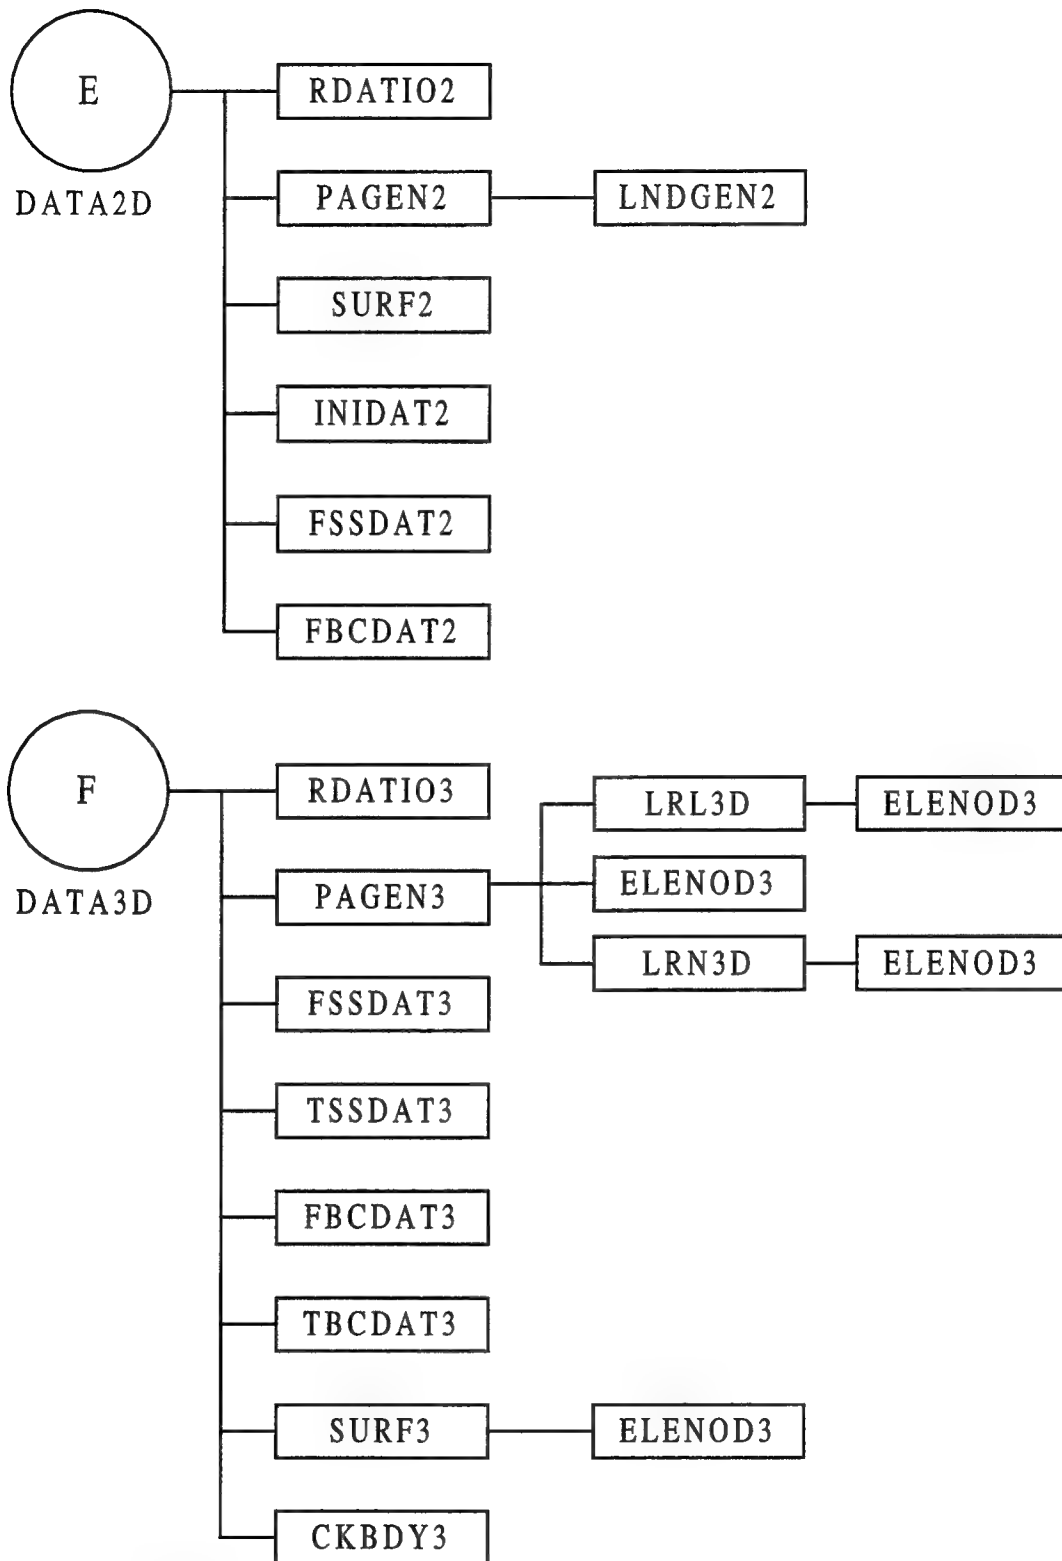 E
DATA2D
RDATIO2
PAGEN2
LNDGEN2
SURF2
INIDAT2
FSSDAT2
FBCDAT2
F
DATA3D
RDATIO3
LRL3D
ELENOD3
PAGEN3
ELENOD3
LRN3D
ELENOD3
FSSDAT3
TSSDAT3
FBCDAT3
TBCDAT3
SURF3
ELENOD3
CKBDY3